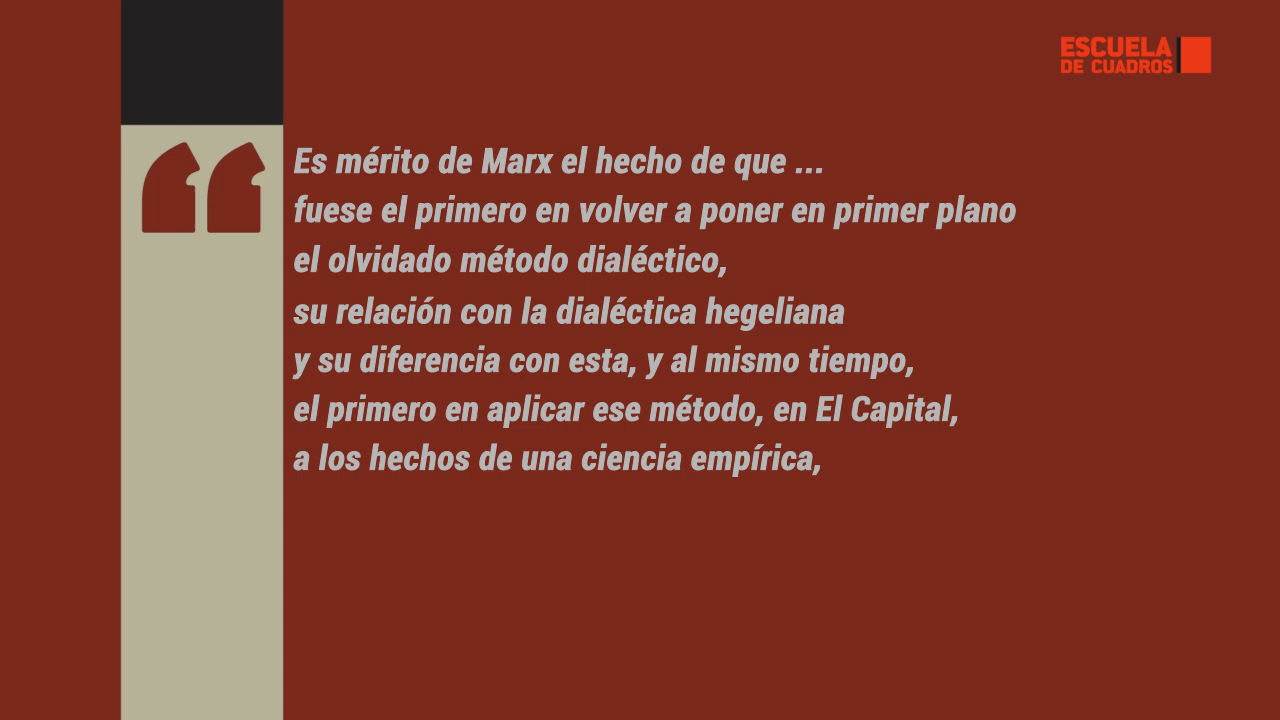 ESCUELA
DE CUADROS
Es mérito de Marx el hecho de que ...
fuese el primero en volver a poner en primer plano
el olvidado método dialéctico,
su relación con la dialéctica hegeliana
y su diferencia con esta, y al mismo tiempo,
el primero en aplicar ese método, en El Capital,
a los hechos de una ciencia empírica,